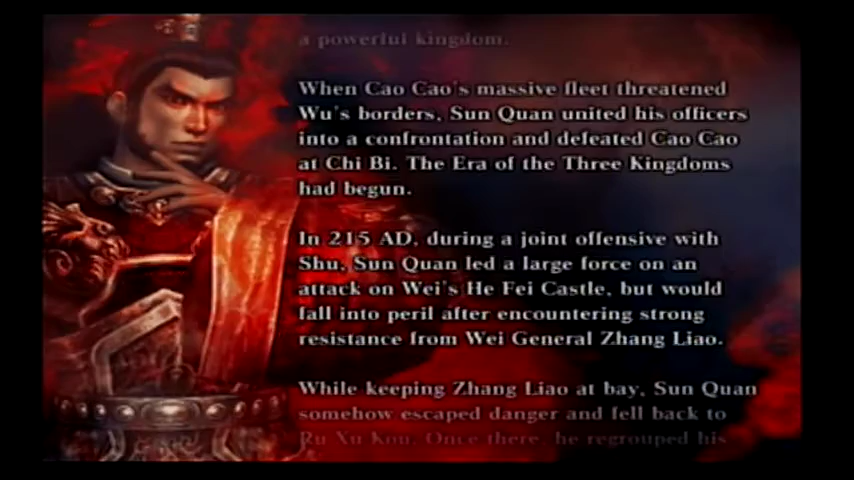 a powerful kingdom.
When Cao Cao's massive fleet threatened
Wu's borders, Sun Quan united his officers
into a confrontation and defeated Cao Cao
at Chi Bi. The Era of the Three Kingdoms
had begun.
In 215 AD, during a joint offensive with
Shu, Sun Quan led a large force on an
attack on Wei's He Fei Castle, but would
fall into peril after encountering strong
resistance from Wei General Zhang Liao.
While keeping Zhang Liao at bay, Sun Quan
somehow escaped danger and fell back to
Ru Xu Kou. Once there, he regrouped his